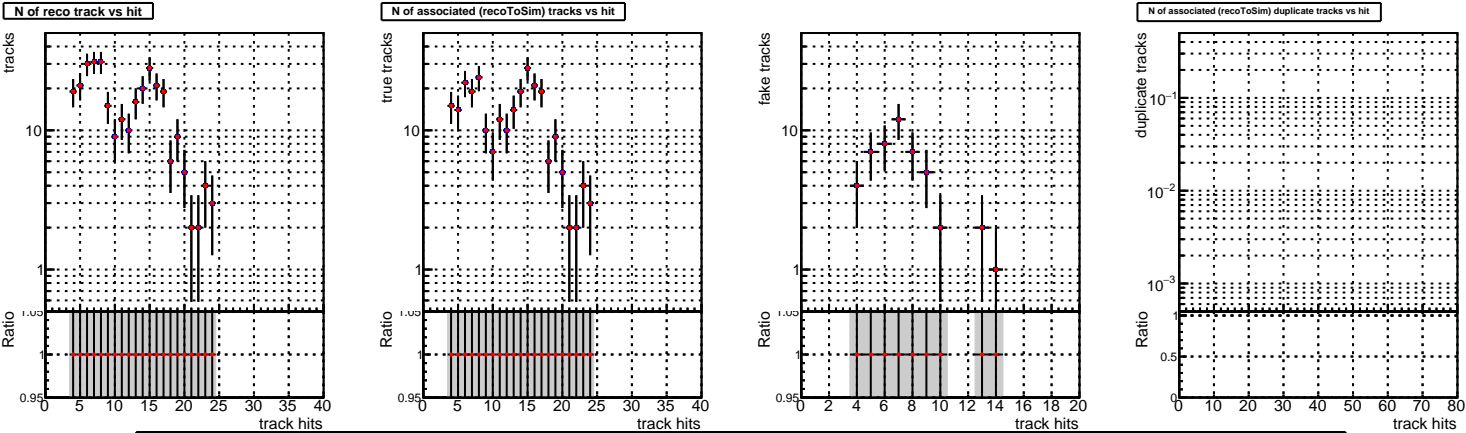 N of reco track vs hit
tracks
10
1
Ratio
1.05
1
0.95
0 5 10 15 20 25 30 35 40
track hits
N of associated (recoToSim) tracks vs hit
true tracks
10
1
Ratio
1.05
1
0.95
0 5 10 15 20 25 30 35 40
track hits
fake tracks
10
1
Ratio
1.05
1
0.95
0 2 4 6 8 10 12 14 16 18 20
track hits
N of associated (recoToSim) duplicate tracks vs hit
duplicate tracks
10−1
10−2
10−3
Ratio
1
0.5
0
0 10 20 30 40 50 60 70 80
track hits